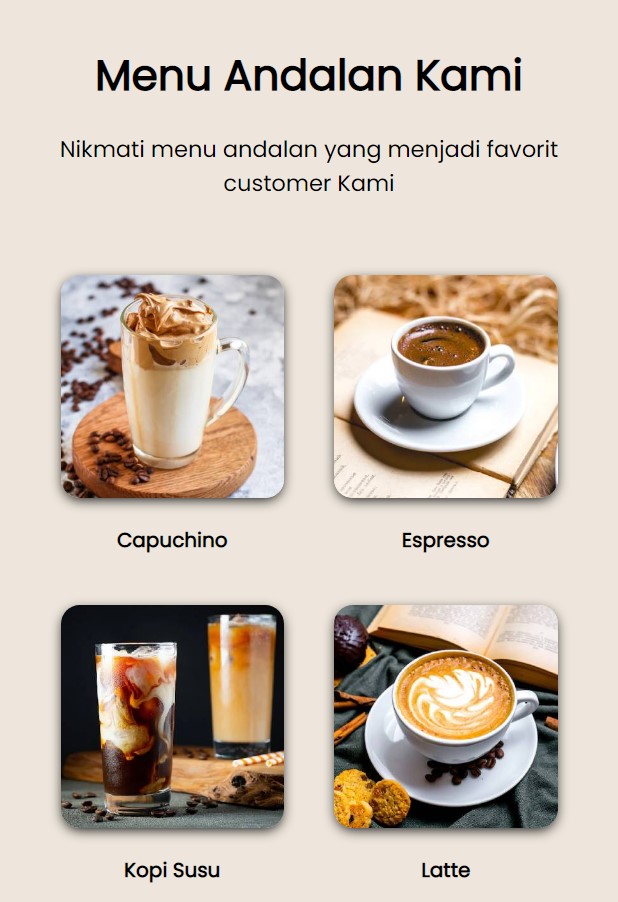 Menu Andalan Kami
Nikmati menu andalan yang menjadi favorit
customer Kami
Capuchino
Espresso
Kopi Susu
Latte